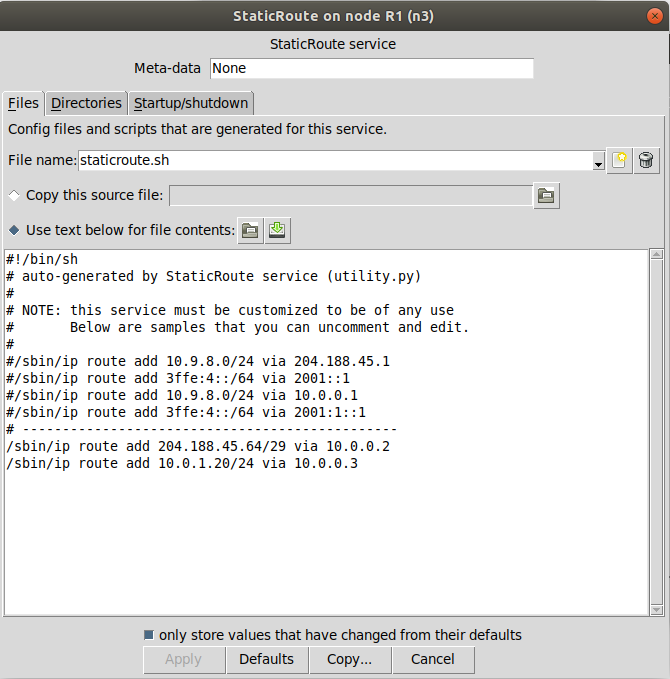 StaticRoute on node R1 (n3)
StaticRoute service
Meta-data None
Files Directories Startup/shutdown
Config files and scripts that are generated for this service.
File name: staticroute.sh
Copy this source file:
Use text below for file contents:
#!/bin/sh
# auto-generated by StaticRoute service (utility.py)
#
# NOTE: this service must be customized to be of any use
#       Below are samples that you can uncomment and edit.
#
#/sbin/ip route add 10.9.8.0/24 via 204.188.45.1
#/sbin/ip route add 3ffe:4::/64 via 2001::1
#/sbin/ip route add 10.9.8.0/24 via 10.0.0.1
#/sbin/ip route add 3ffe:4::/64 via 2001:1::1
# -----------------------------------------------
/sbin/ip route add 204.188.45.64/29 via 10.0.0.2
/sbin/ip route add 10.0.1.20/24 via 10.0.0.3
only store values that have changed from their defaults
Apply Defaults Copy... Cancel